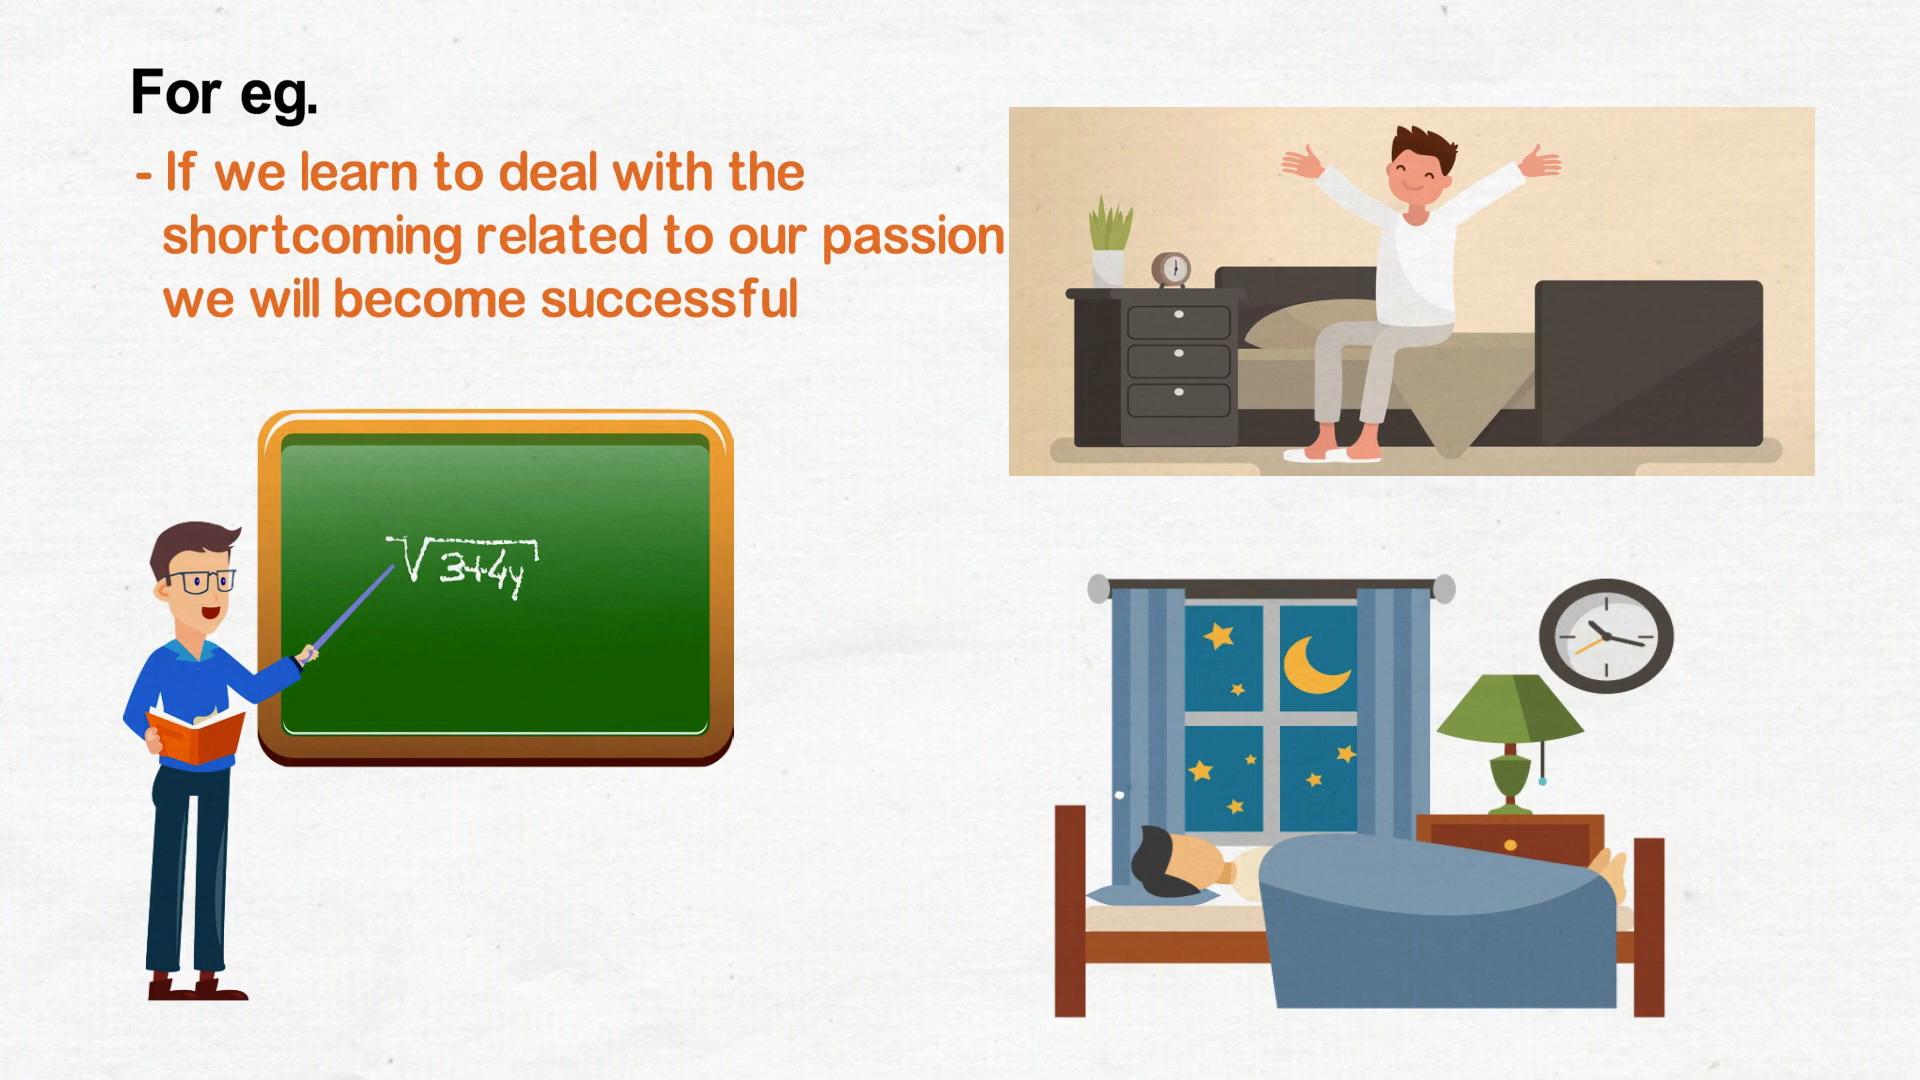 For eg.
- If we learn to deal with the
shortcoming related to our passion
we will become successful
√3+4y